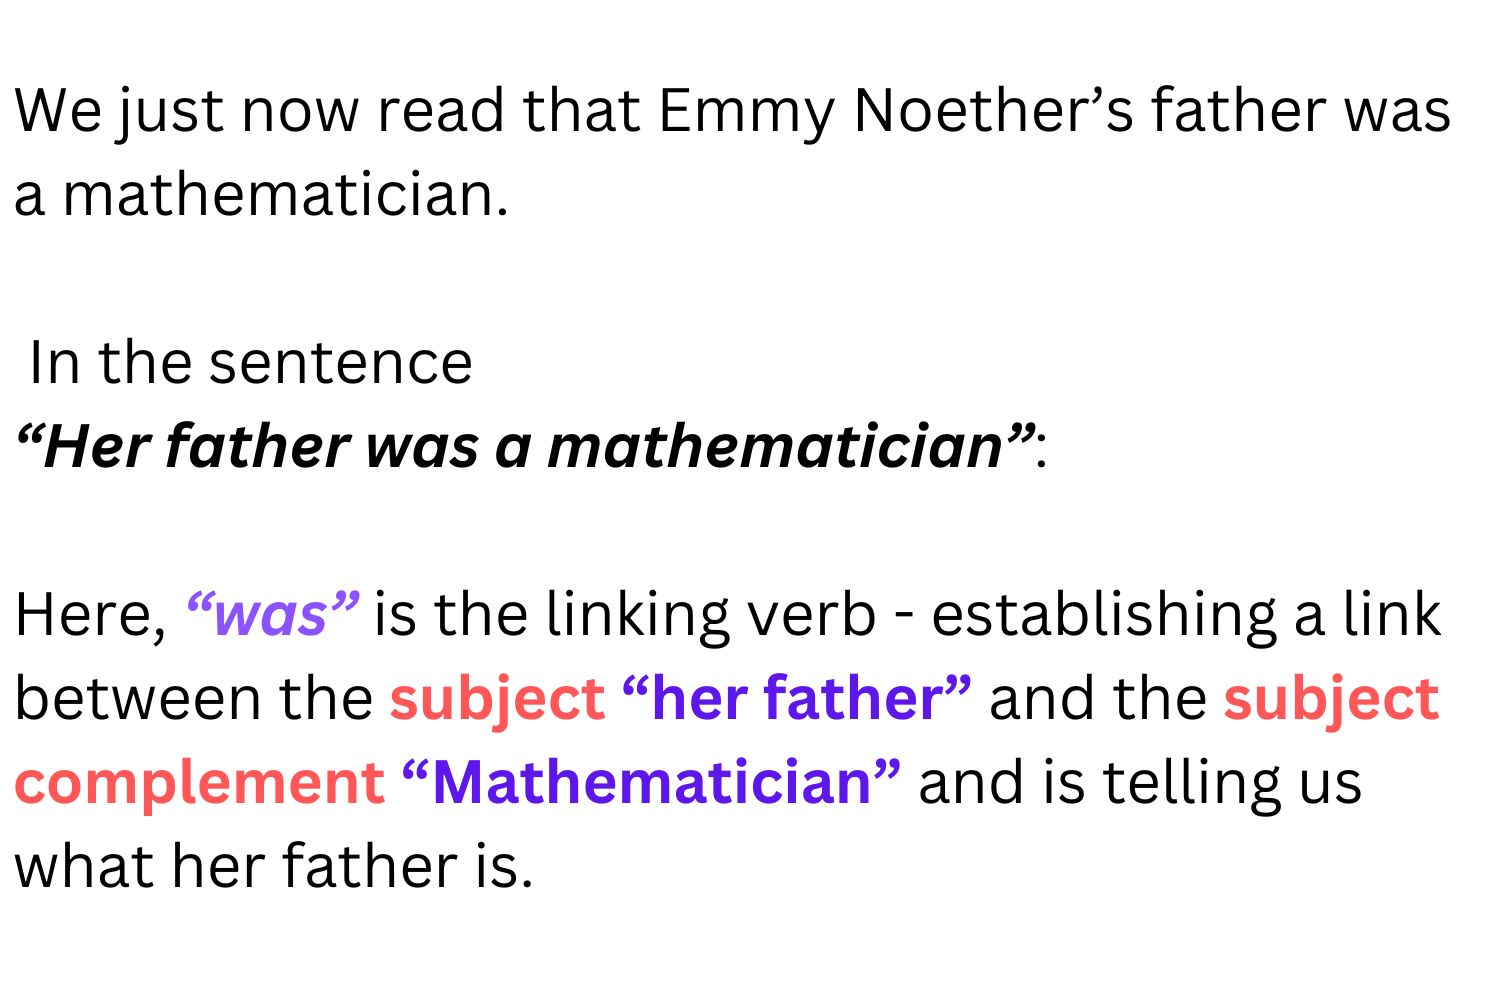 We just now read that Emmy Noether’s father was
a mathematician.
In the sentence
“Her father was a mathematician”:
Here, “was” is the linking verb - establishing a link
between the subject “her father” and the subject
complement “Mathematician” and is telling us
what her father is.